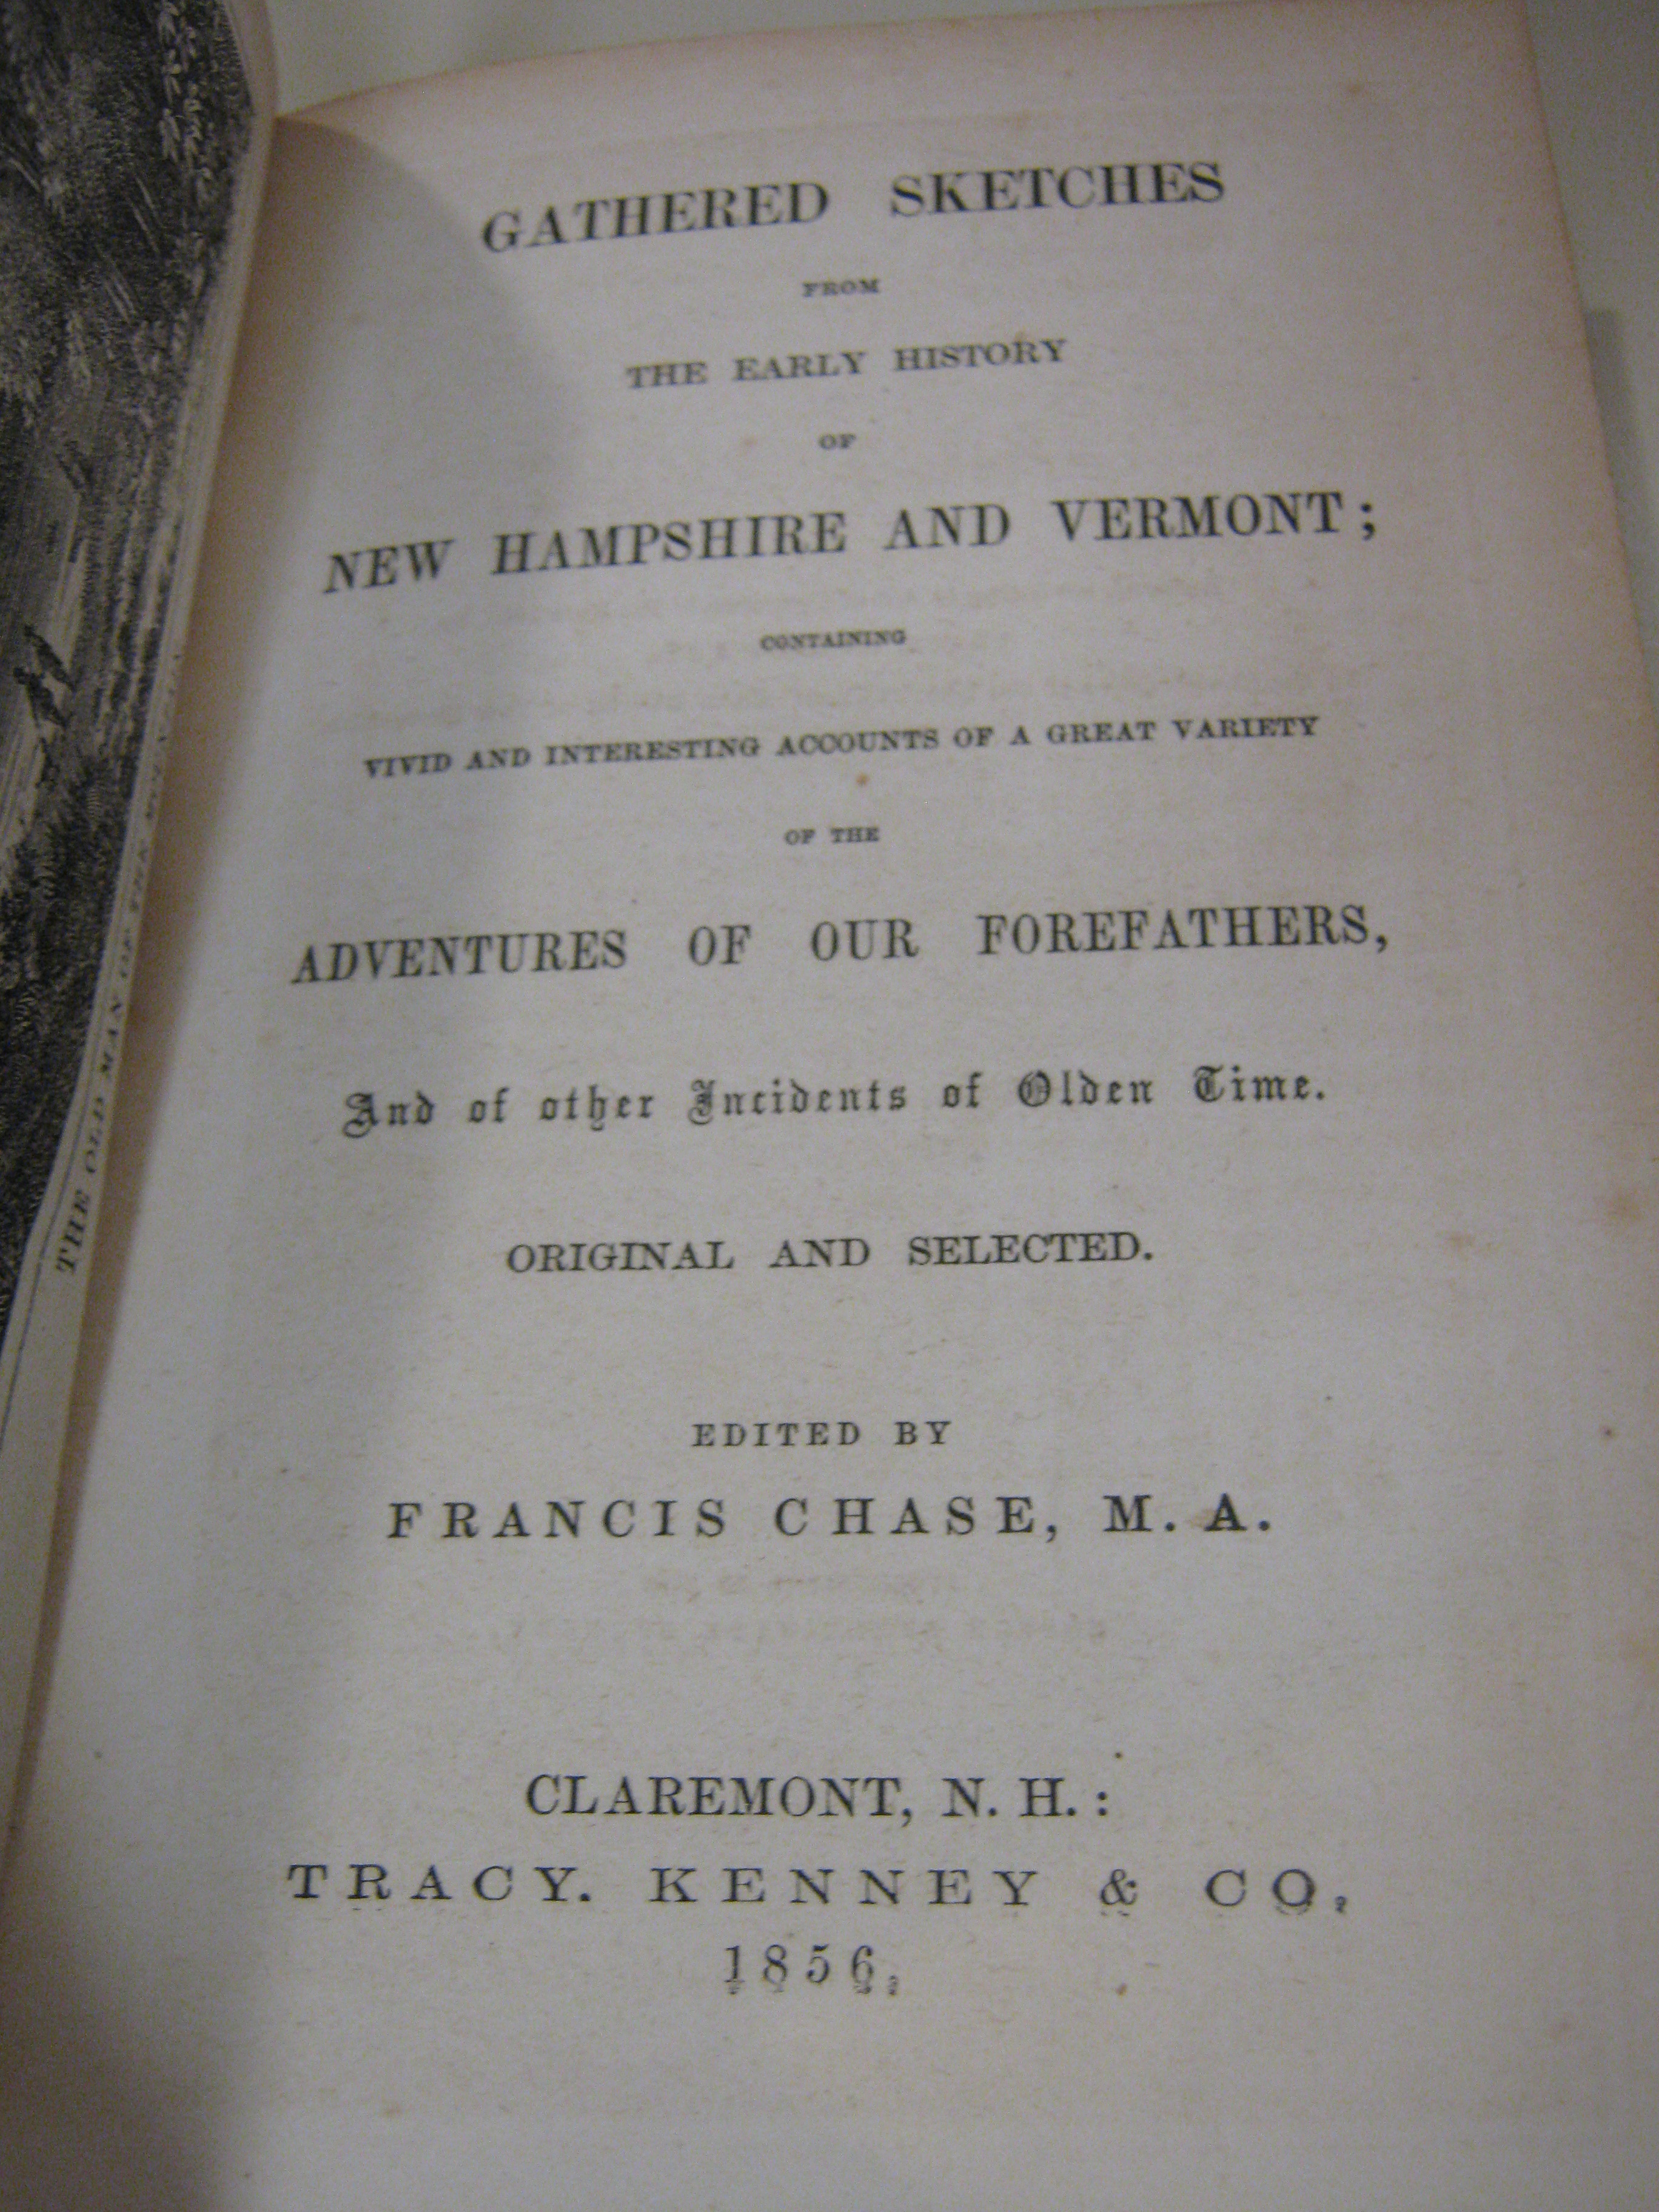 THE OLD MAN OF THE
GATHERED SKETCHES
FROM
THE EARLY HISTORY
OF
NEW HAMPSHIRE AND VERMONT;
CONTAINING
VIVID AND INTERESTING ACCOUNTS OF A GREAT VARIETY
OF THE
ADVENTURES OF OUR FOREFATHERS,
And of other Incidents of Olden Time.
ORIGINAL AND SELECTED.
EDITED BY
FRANCIS CHASE, M. A.
CLAREMONT, N. H.:
TRACY. KENNEY & CO,
1856,